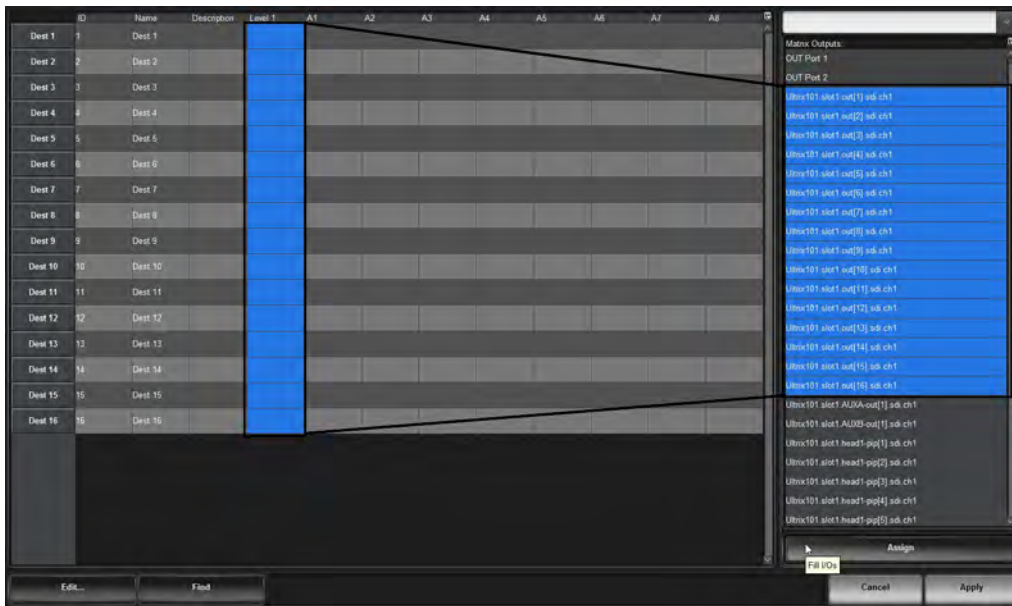 ID Name Description Level 1 A1 A2 A3 A4 A5 A6 A7 A8
Dest 1 1 Dest 1
Dest 2 2 Dest 2
Dest 3 3 Dest 3
Dest 4 4 Dest 4
Dest 5 5 Dest 5
Dest 6 6 Dest 6
Dest 7 7 Dest 7
Dest 8 8 Dest 8
Dest 9 9 Dest 9
Dest 10 10 Dest 10
Dest 11 11 Dest 11
Dest 12 12 Dest 12
Dest 13 13 Dest 13
Dest 14 14 Dest 14
Dest 15 15 Dest 15
Dest 16 16 Dest 16
Matrix Outputs:
OUT Port 1
OUT Port 2
Ultrix101.slot1.out[1].sdi.ch1
Ultrix101.slot1.out[2].sdi.ch1
Ultrix101.slot1.out[3].sdi.ch1
Ultrix101.slot1.out[4].sdi.ch1
Ultrix101.slot1.out[5].sdi.ch1
Ultrix101.slot1.out[6].sdi.ch1
Ultrix101.slot1.out[7].sdi.ch1
Ultrix101.slot1.out[8].sdi.ch1
Ultrix101.slot1.out[9].sdi.ch1
Ultrix101.slot1.out[10].sdi.ch1
Ultrix101.slot1.out[11].sdi.ch1
Ultrix101.slot1.out[12].sdi.ch1
Ultrix101.slot1.out[13].sdi.ch1
Ultrix101.slot1.out[14].sdi.ch1
Ultrix101.slot1.out[15].sdi.ch1
Ultrix101.slot1.out[16].sdi.ch1
Ultrix101.slot1.AUXA-out[1].sdi.ch1
Ultrix101.slot1.AUXB-out[1].sdi.ch1
Ultrix101.slot1.head1-pip[1].sdi.ch1
Ultrix101.slot1.head1-pip[2].sdi.ch1
Ultrix101.slot1.head1-pip[3].sdi.ch1
Ultrix101.slot1.head1-pip[4].sdi.ch1
Ultrix101.slot1.head1-pip[5].sdi.ch1
Assign
Fill I/Os
Edit... Find Cancel Apply